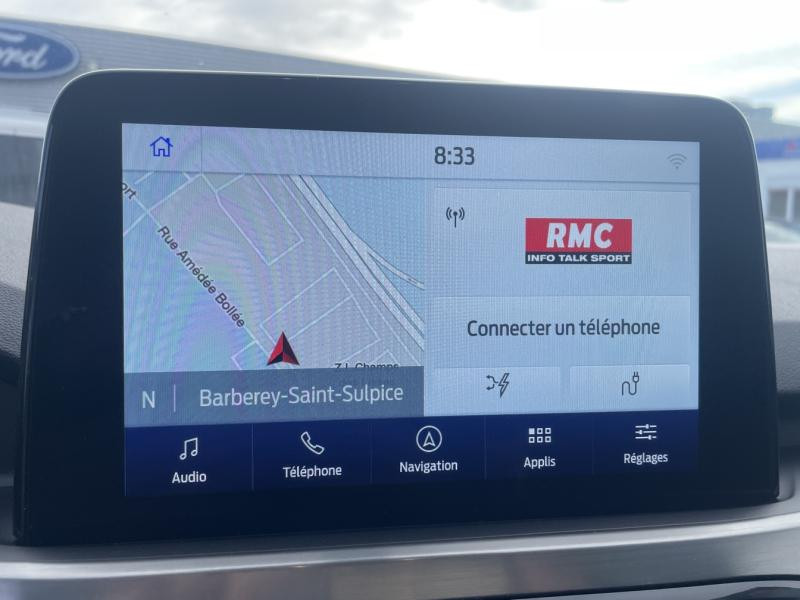 Ford
8:33
ort
Rue Amédée Bollée
RMC
INFO TALK SPORT
Connecter un téléphone
Z.I. Champs
N | Barberey-Saint-Sulpice
Audio
Téléphone
Navigation
Applis
Réglages